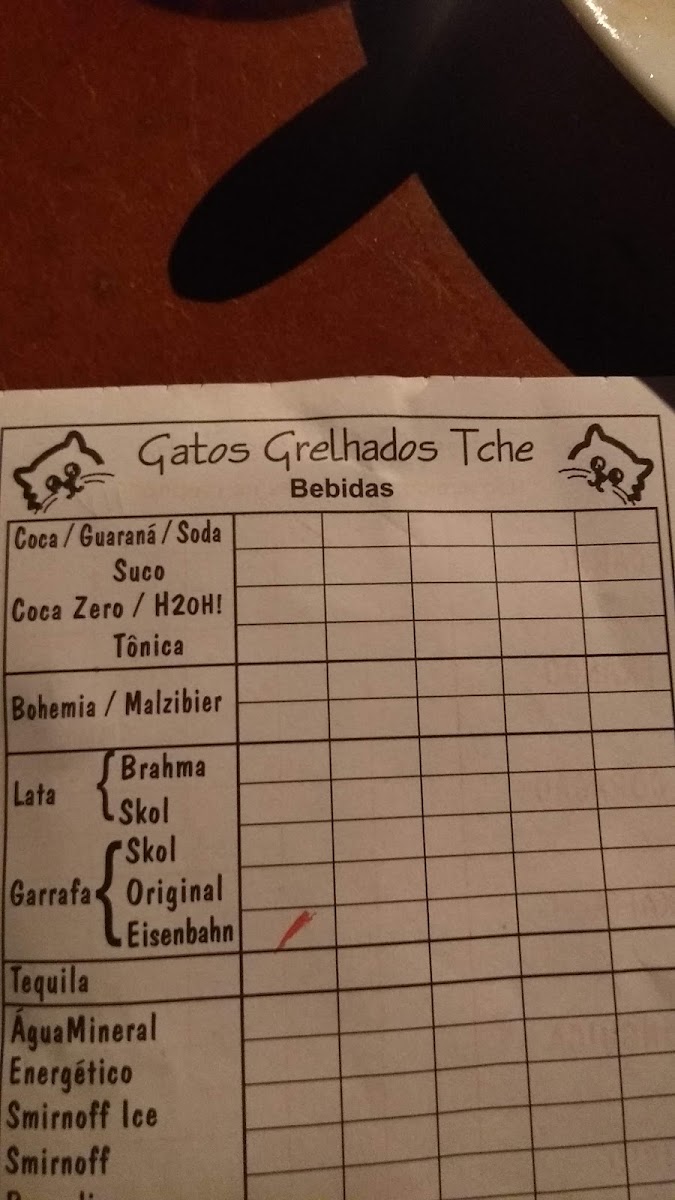 Gatos Grelhados Tche
Bebidas
Coca / Guaraná / Soda
Suco
Coca Zero / H2OH!
Tônica
Bohemia / Malzibier
Lata
Brahma
Skol
Garrafa
Skol
Original
Eisenbahn
Tequila
ÁguaMineral
Energético
Smirnoff Ice
Smirnoff